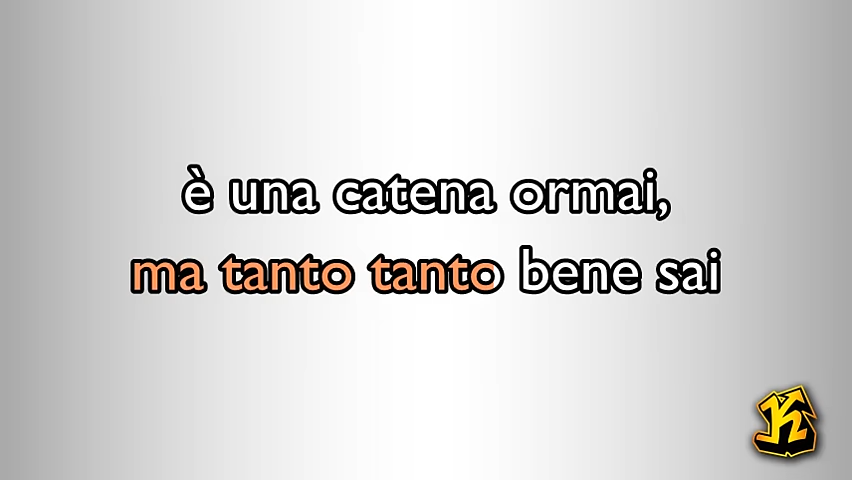 è una catena ormai,
ma tanto tanto bene sai
K